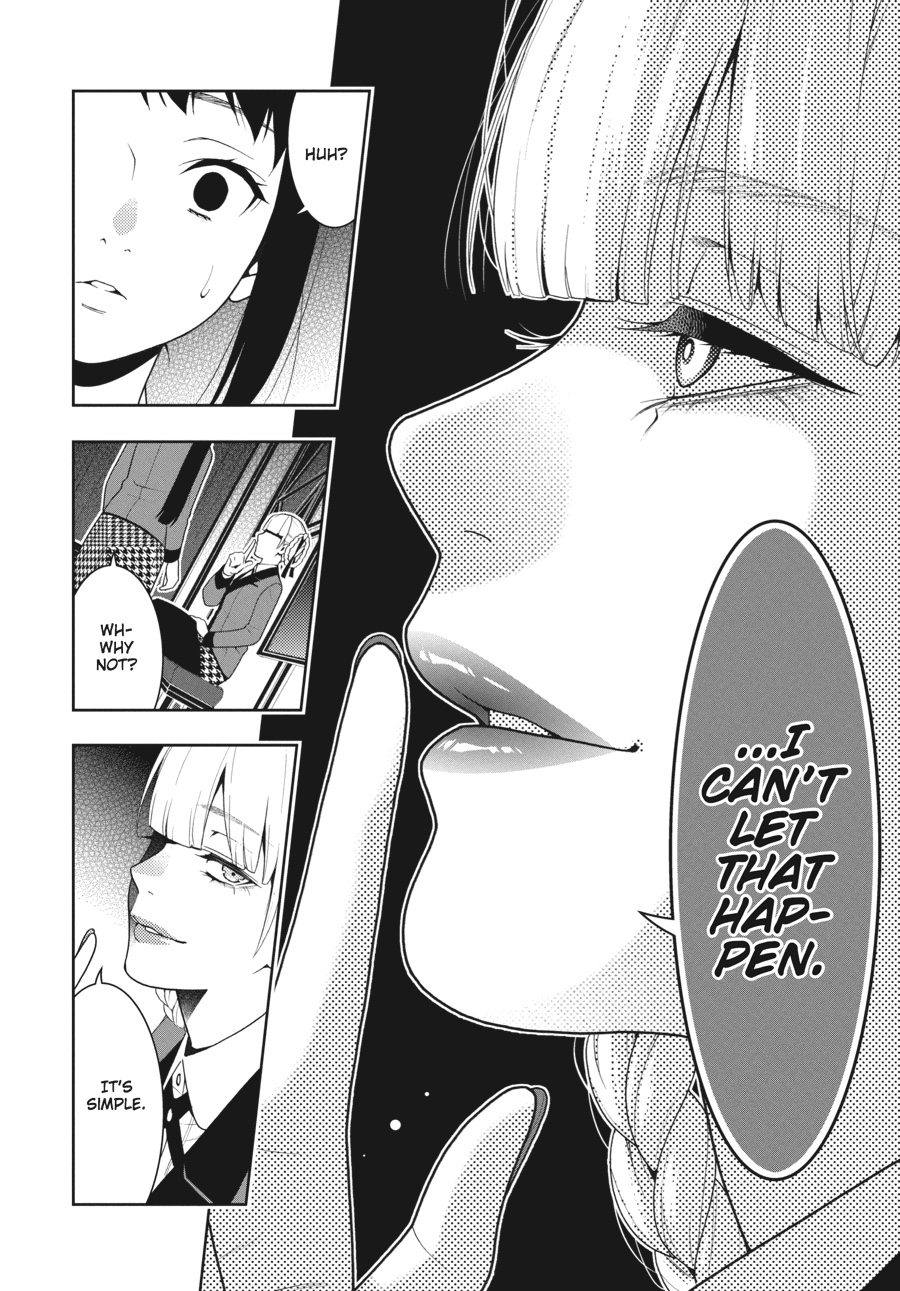 ...I
CAN'T
LET
THAT
HAP-
PEN.
HUH?
WH-
WHY
NOT?
IT'S
SIMPLE.